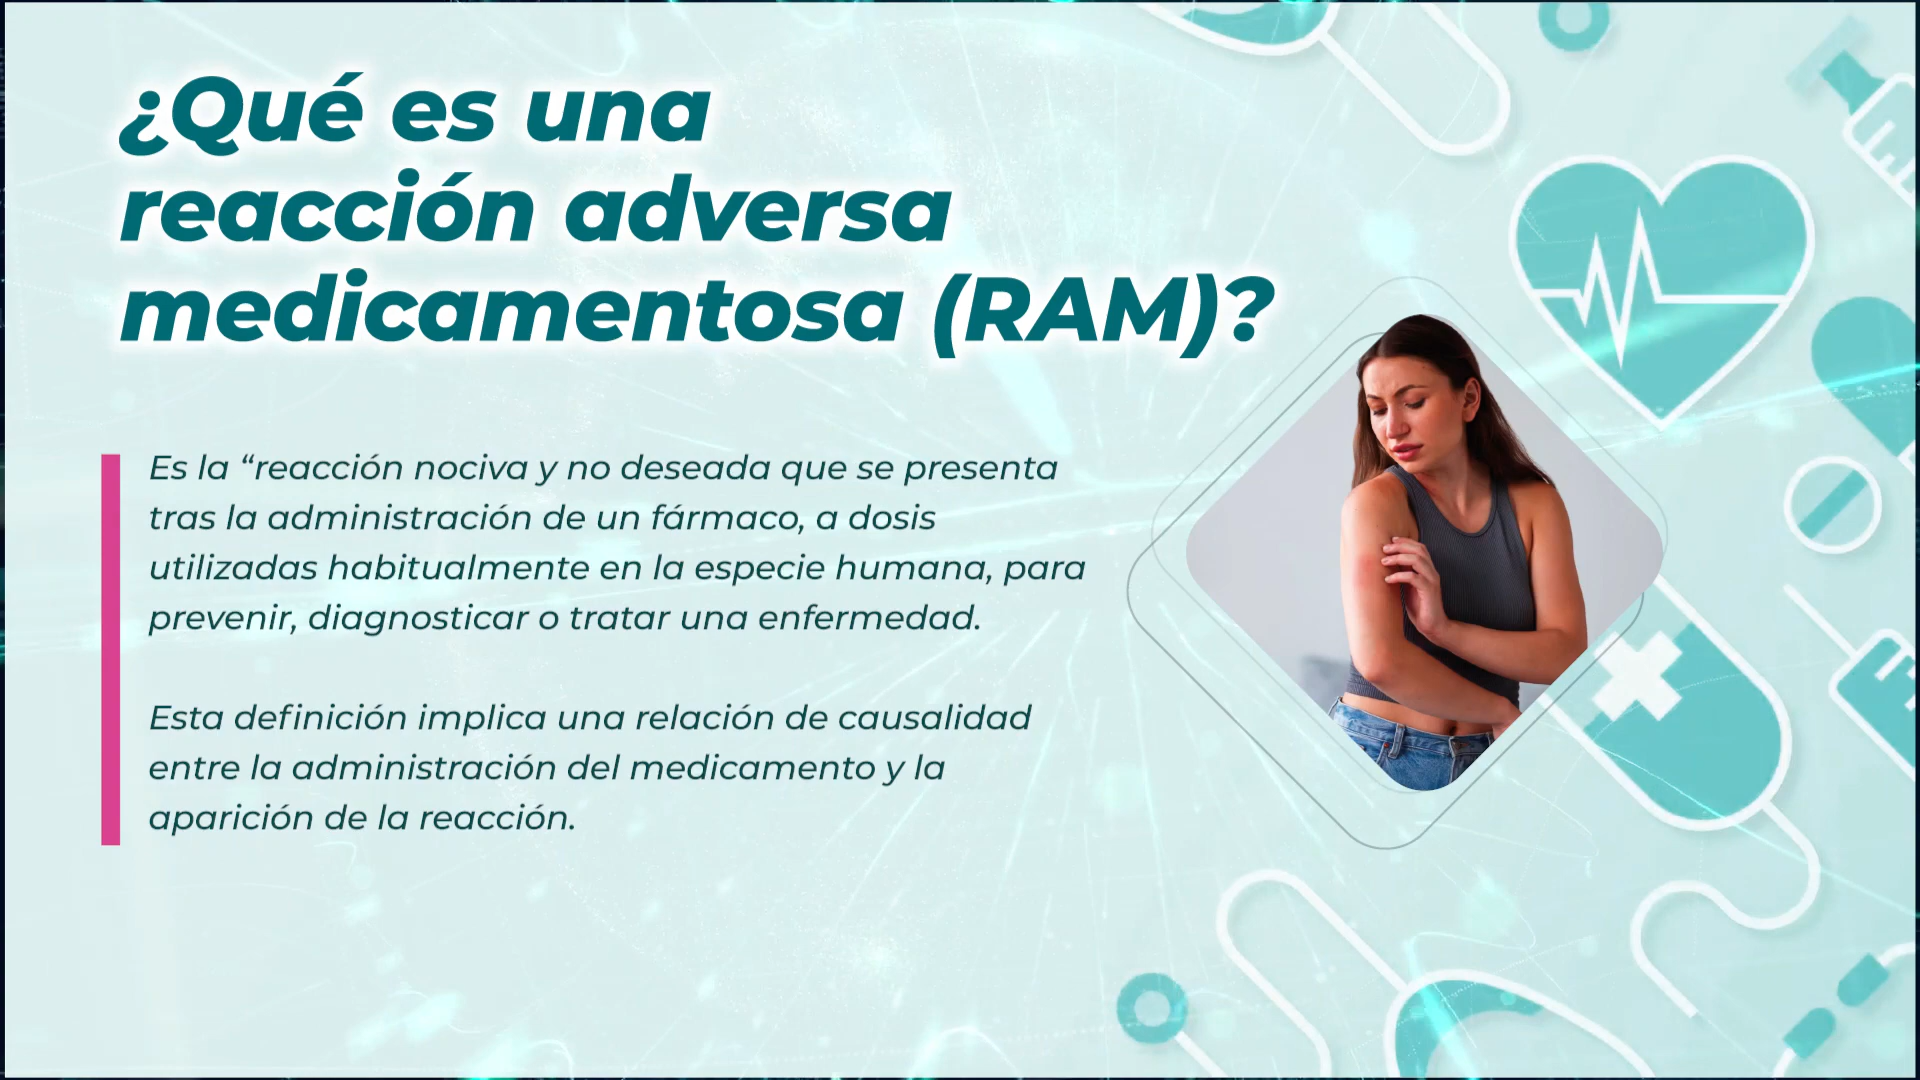 ¿Qué es una
reacción adversa
medicamentosa (RAM)?
Es la “reacción nociva y no deseada que se presenta
tras la administración de un fármaco, a dosis
utilizadas habitualmente en la especie humana, para
prevenir, diagnosticar o tratar una enfermedad.
Esta definición implica una relación de causalidad
entre la administración del medicamento y la
aparición de la reacción.